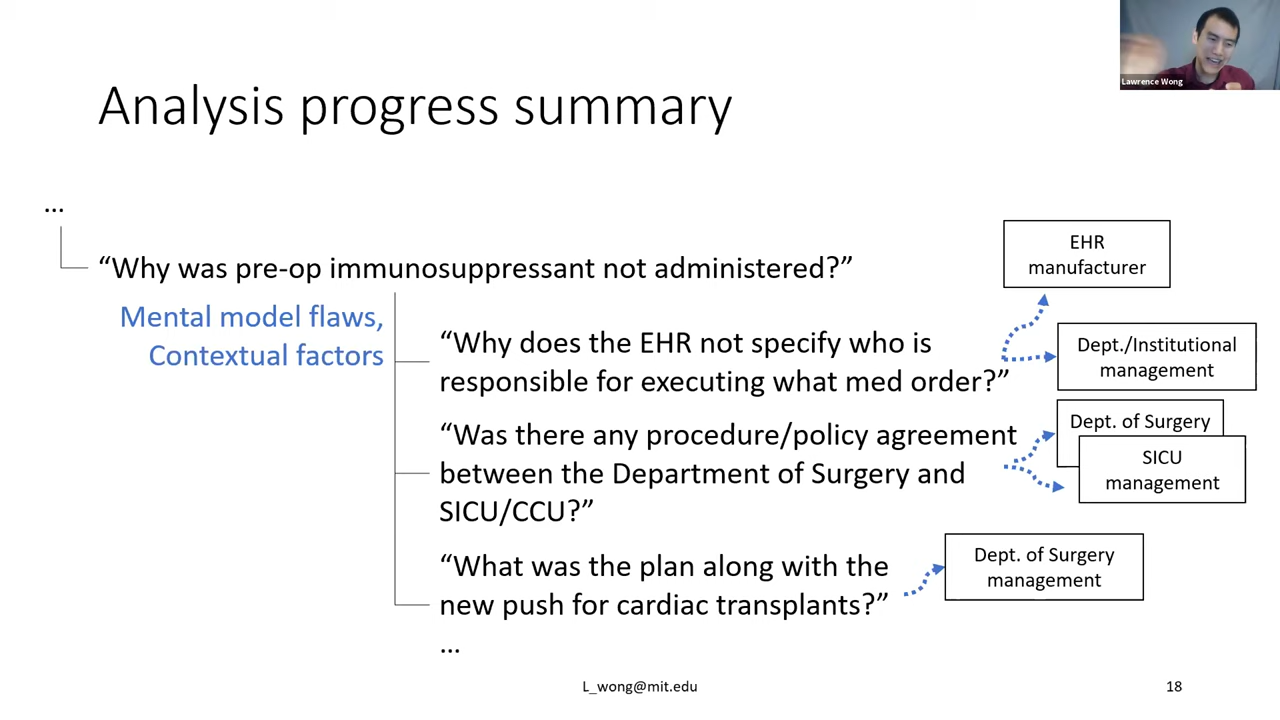 Lawrence Wong
Analysis progress summary
...
“Why was pre-op immunosuppressant not administered?”
Mental model flaws,
Contextual factors
“Why does the EHR not specify who is
responsible for executing what med order?”
“Was there any procedure/policy agreement
between the Department of Surgery and
SICU/CCU?”
“What was the plan along with the
new push for cardiac transplants?”
...
EHR
manufacturer
Dept./Institutional
management
Dept. of Surgery
SICU
management
Dept. of Surgery
management
L_wong@mit.edu
18